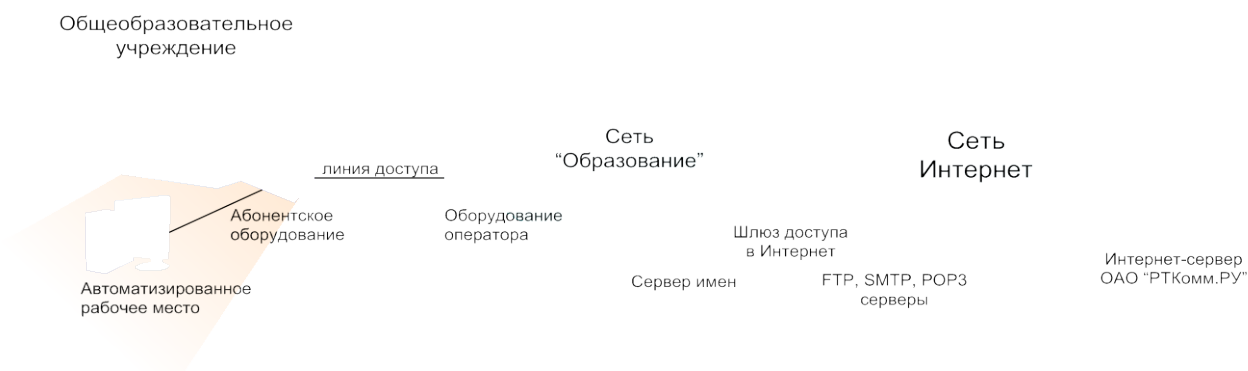 Общеобразовательное
учреждение
Сеть
“Образование”
Сеть
Интернет
линия доступа
Абонентское
оборудование
Оборудование
оператора
Шлюз доступа
в Интернет
Сервер имен
FTP, SMTP, POP3
серверы
Интернет-сервер
ОАО “РТКомм.РУ”
Автоматизированное
рабочее место